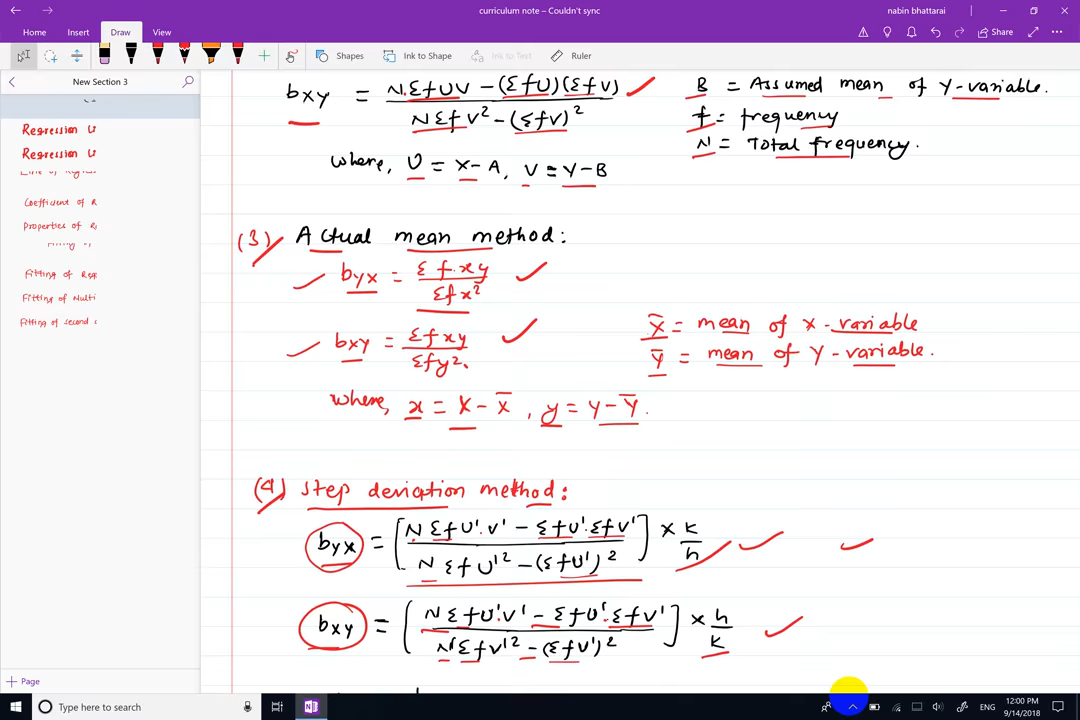 curriculum note – Couldn't sync
nabin bhattarai
Home Insert Draw View
Share
Shapes Ink to Shape Ink to Text Ruler
New Section 3
Regression L
Regression L
Coefficient of R
Properties of R
Fitting of
Fitting of Reg
Fitting of Multi
Fitting of second o
+ Page
bxy = N.ΣfUV – (ΣfU)(ΣfV) / NΣfV² – (ΣfV)²
B = Assumed mean of Y-variable.
f = frequency
N = Total frequency.
where, U = X-A, V = Y-B
(3) Actual mean method:
byx = Σf.xy / Σfx²
bxy = Σfxy / Σfy².
X̄ = mean of X-variable
Ȳ = mean of Y-variable.
where, x = X-X̄, y = Y-Ȳ.
(4) Step deviation method:
byx = [NΣfU'.V' – ΣfU'.ΣfV' / NΣfU'² – (ΣfU')²] × k/h
bxy = [NΣfU'V' – ΣfU'.ΣfV' / NΣfV'² – (ΣfV')²] × h/k
Type here to search
ENG
12:00 PM
9/14/2018